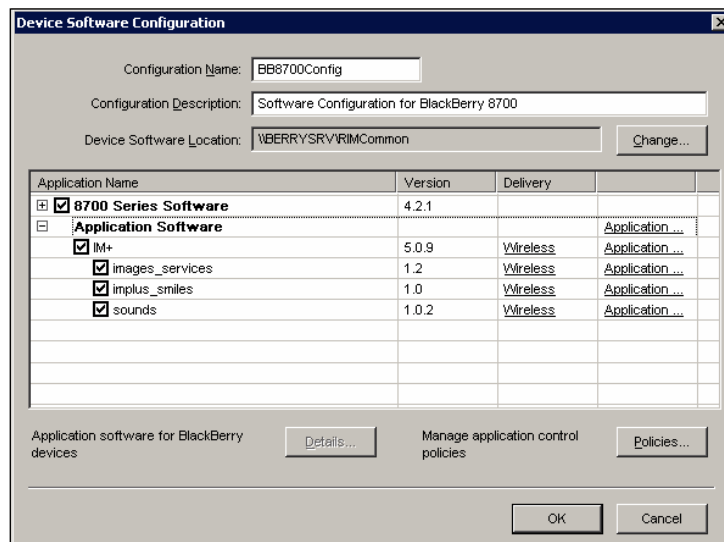 Device Software Configuration
Configuration Name: BB8700Config
Configuration Description: Software Configuration for BlackBerry 8700
Device Software Location: \\BERRYSRV\RIMCommon Change...
Application Name Version Delivery
8700 Series Software 4.2.1
Application Software Application ...
IM+ 5.0.9 Wireless Application ...
images_services 1.2 Wireless Application ...
implus_smiles 1.0 Wireless Application ...
sounds 1.0.2 Wireless Application ...
Application software for BlackBerry devices Details... Manage application control policies Policies...
OK Cancel